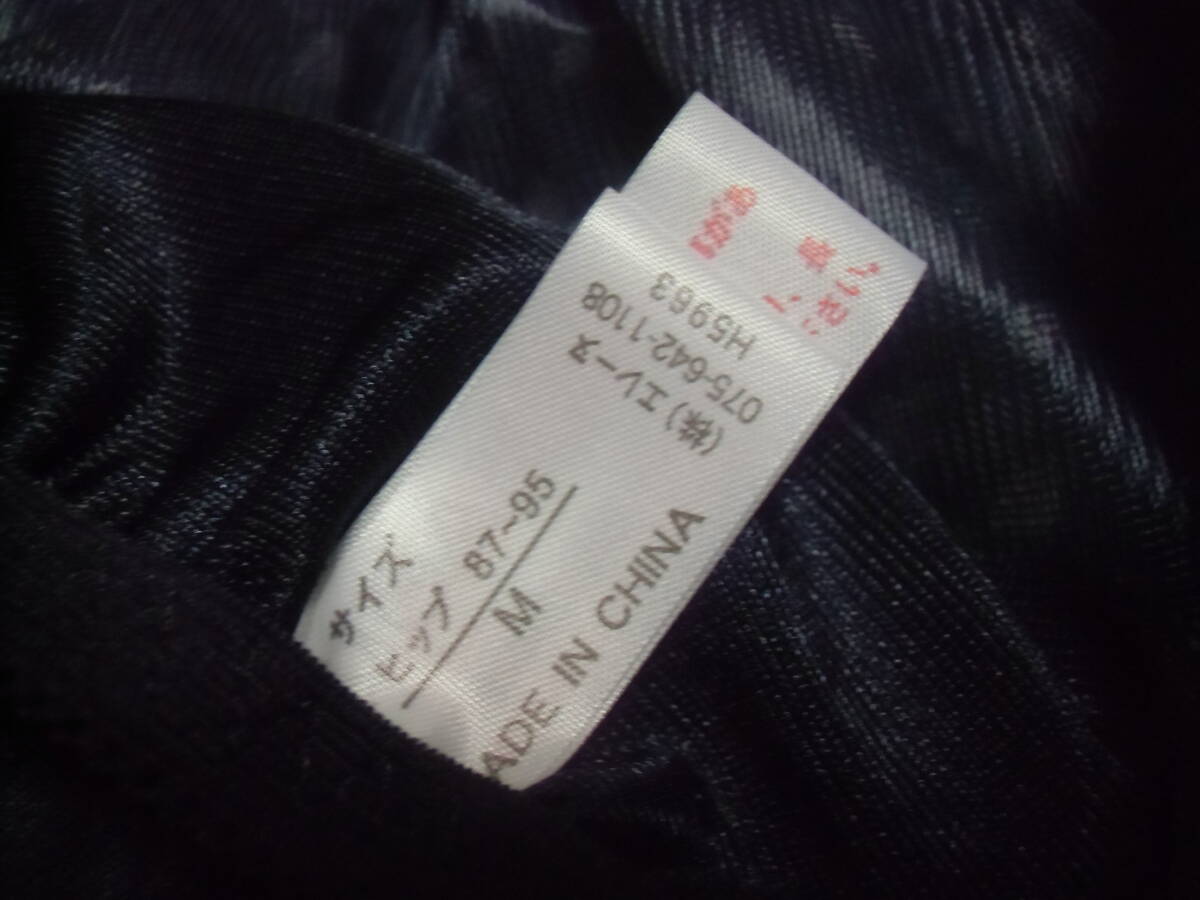 サイズ
ヒップ 87~95
M
ADE IN CHINA
(株)エレーヌ
075-642-1108
H5963